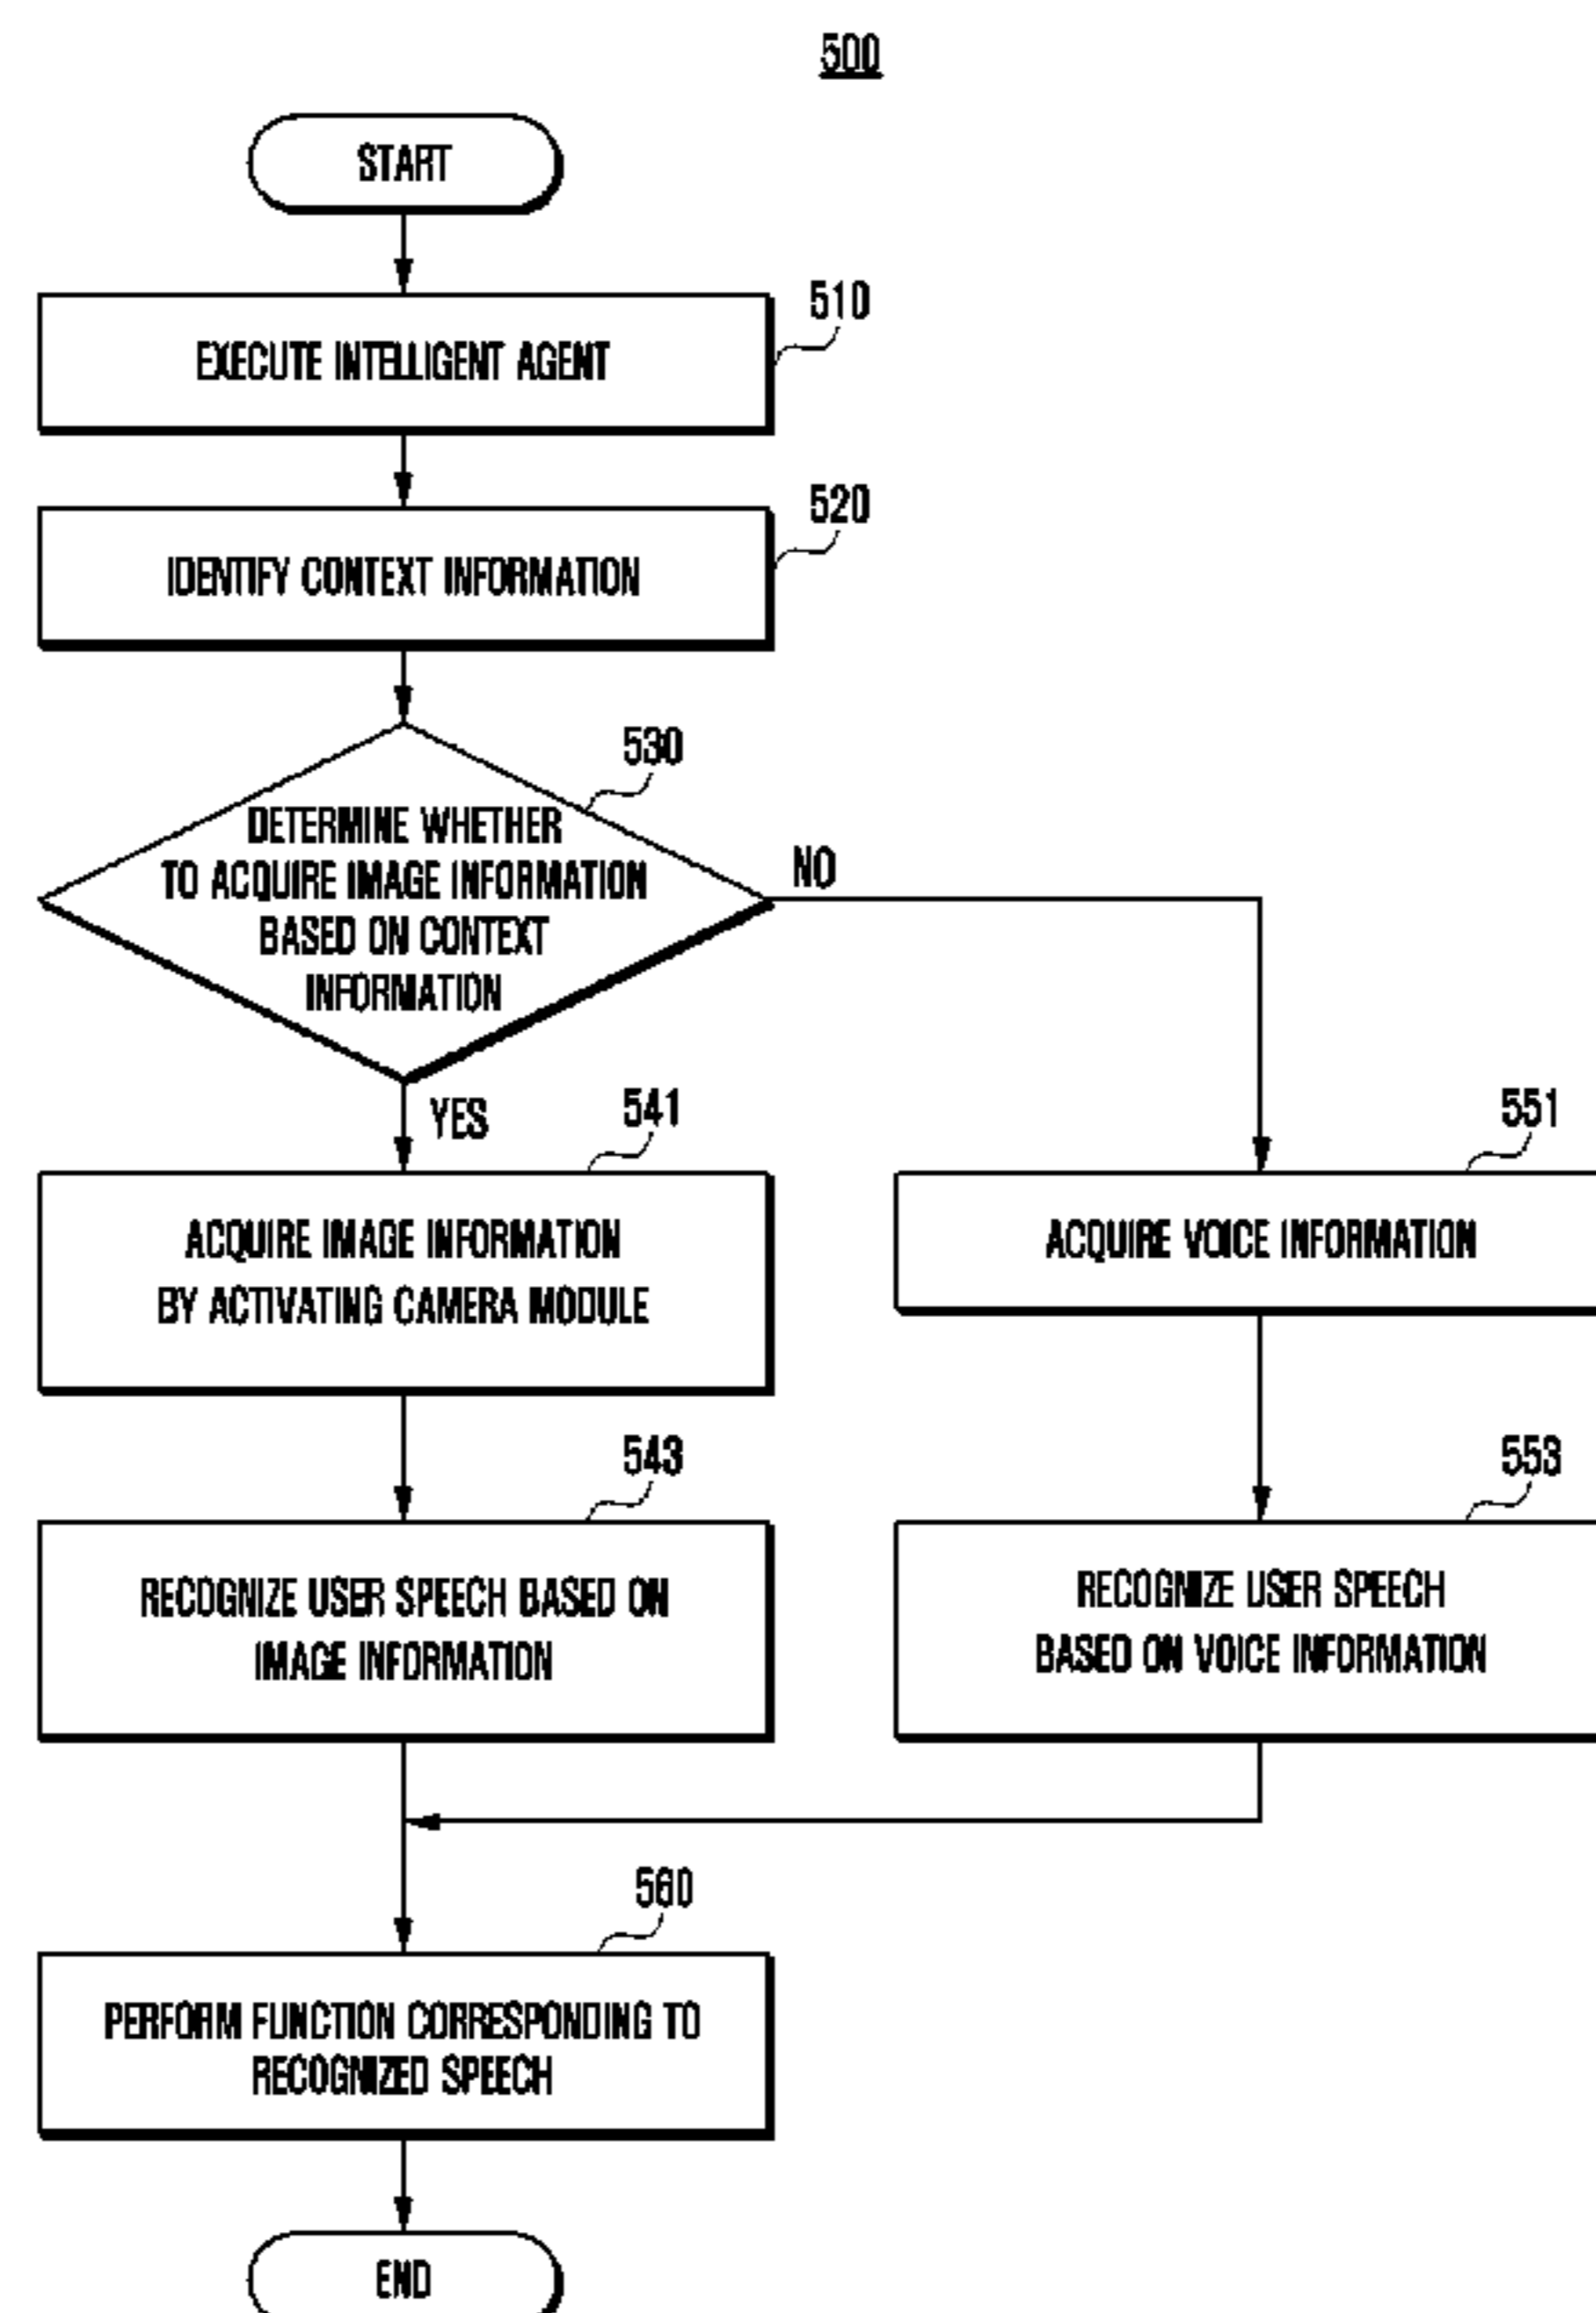 500
START
510
EXECUTE INTELLIGENT AGENT
520
IDENTIFY CONTEXT INFORMATION
530
DETERMINE WHETHER
TO ACQUIRE IMAGE INFORMATION
BASED ON CONTEXT
INFORMATION
NO
YES
541
ACQUIRE IMAGE INFORMATION
BY ACTIVATING CAMERA MODULE
551
ACQUIRE VOICE INFORMATION
543
RECOGNIZE USER SPEECH BASED ON
IMAGE INFORMATION
553
RECOGNIZE USER SPEECH
BASED ON VOICE INFORMATION
560
PERFORM FUNCTION CORRESPONDING TO
RECOGNIZED SPEECH
END